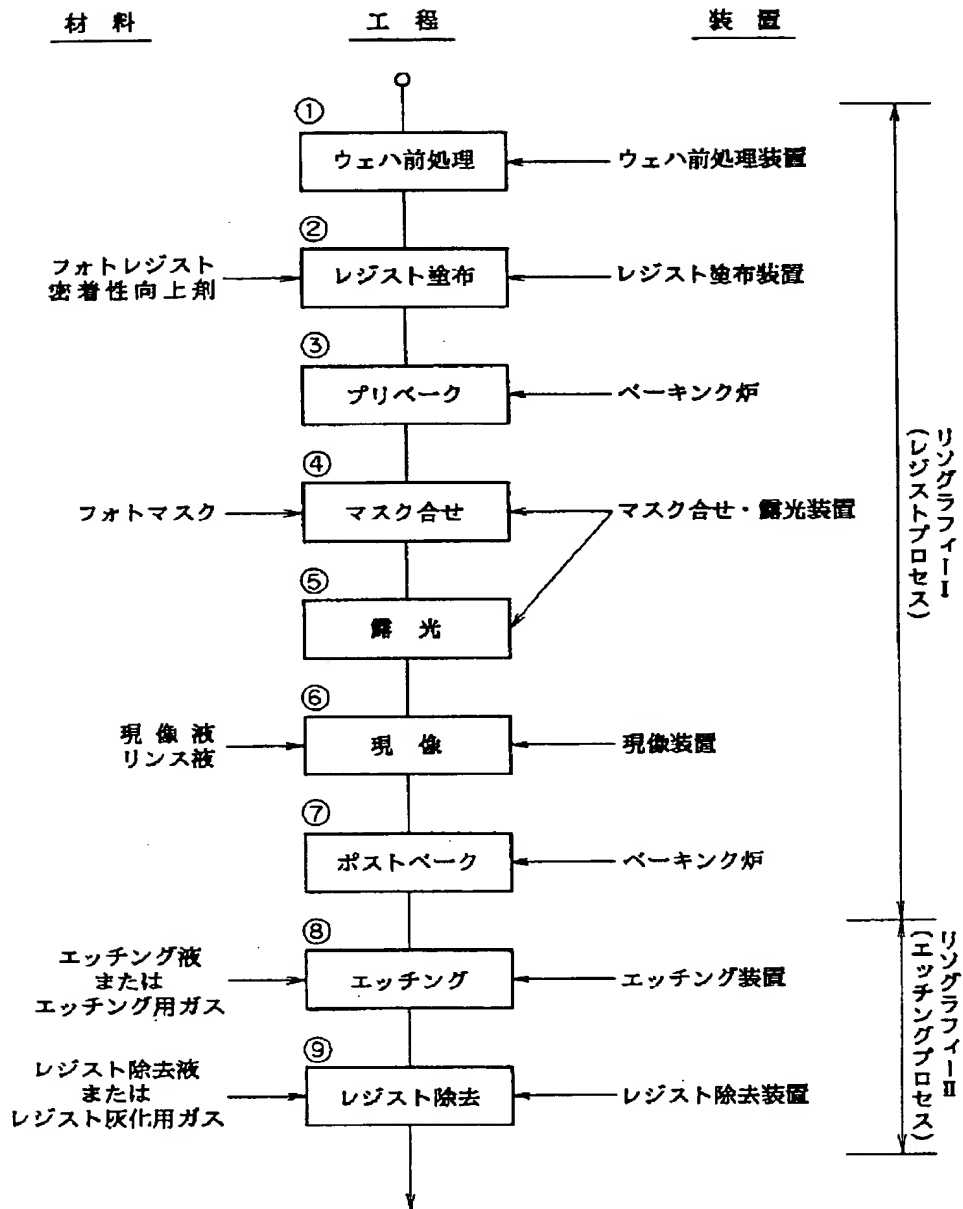 材料 工程 装置
①
ウェハ前処理 ウェハ前処理装置
②
フォトレジスト
密着性向上剤
レジスト塗布 レジスト塗布装置
③
プリベーク ベーキング炉
④
フォトマスク マスク合せ マスク合せ・露光装置
⑤
露光
⑥
現像液
リンス液
現像 現像装置
⑦
ポストベーク ベーキング炉
⑧
エッチング液
または
エッチング用ガス
エッチング エッチング装置
⑨
レジスト除去液
または
レジスト灰化用ガス
レジスト除去 レジスト除去装置
リソグラフィーI
(レジストプロセス)
リソグラフィーII
(エッチングプロセス)